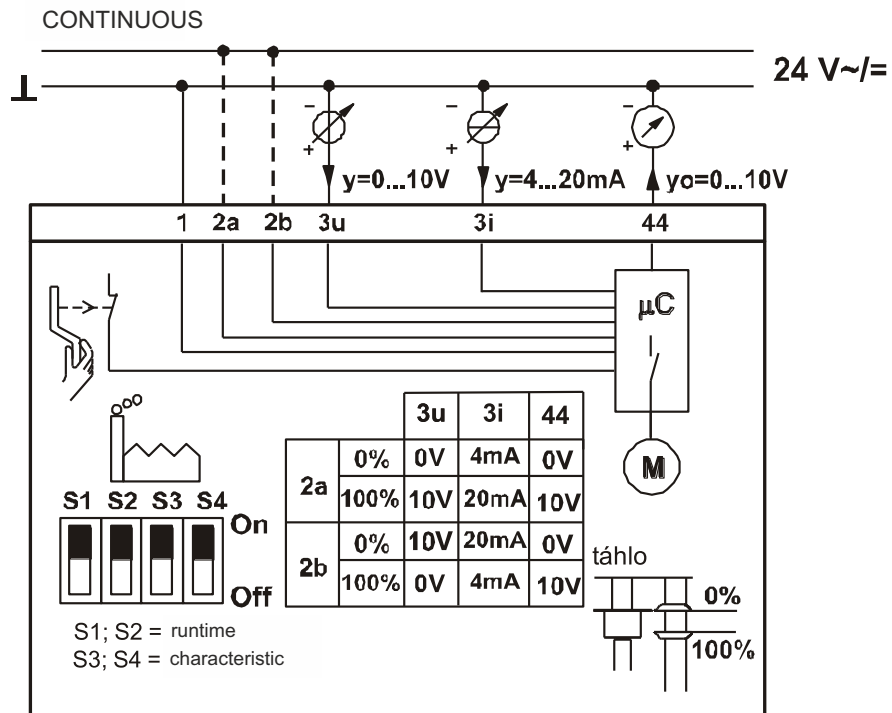 CONTINUOUS
24 V~/=
⊥
− − −
+ + +
y=0...10V y=4...20mA yo=0...10V
1 2a 2b 3u 3i 44
µC
3u 3i 44
2a 0% 0V 4mA 0V
100% 10V 20mA 10V
2b 0% 10V 20mA 0V
100% 0V 4mA 10V
M
S1 S2 S3 S4
On
Off
S1; S2 = runtime
S3; S4 = characteristic
táhlo
0%
100%